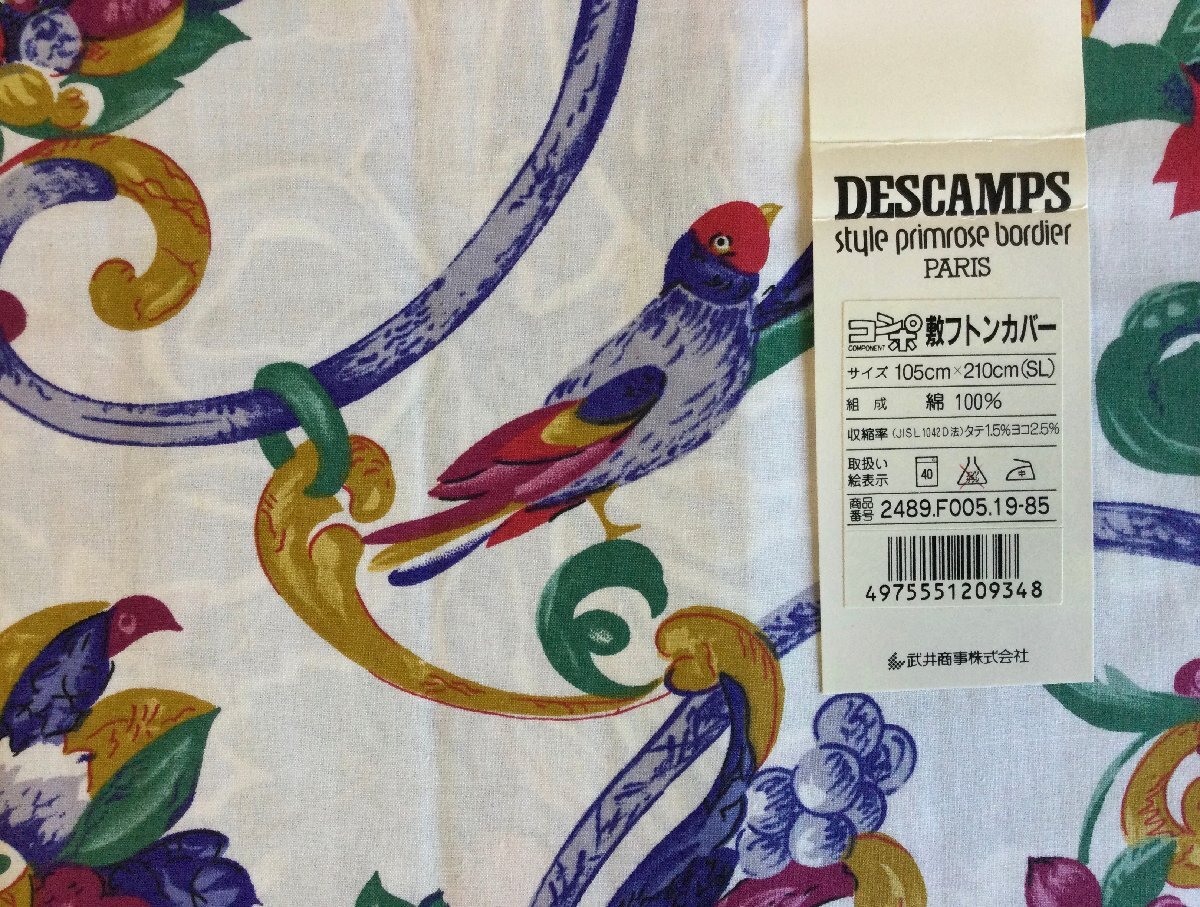 DESCAMPS
style primrose bordier
PARIS
コンポ 敷フトンカバー
COMPONENT
サイズ 105cm×210cm(SL)
組成 綿 100%
収縮率 (JIS L 1042 D法) タテ1.5% ヨコ2.5%
取扱い
絵表示 40 中
商品
番号 2489.F005.19-85
4975551209348
武井商事株式会社